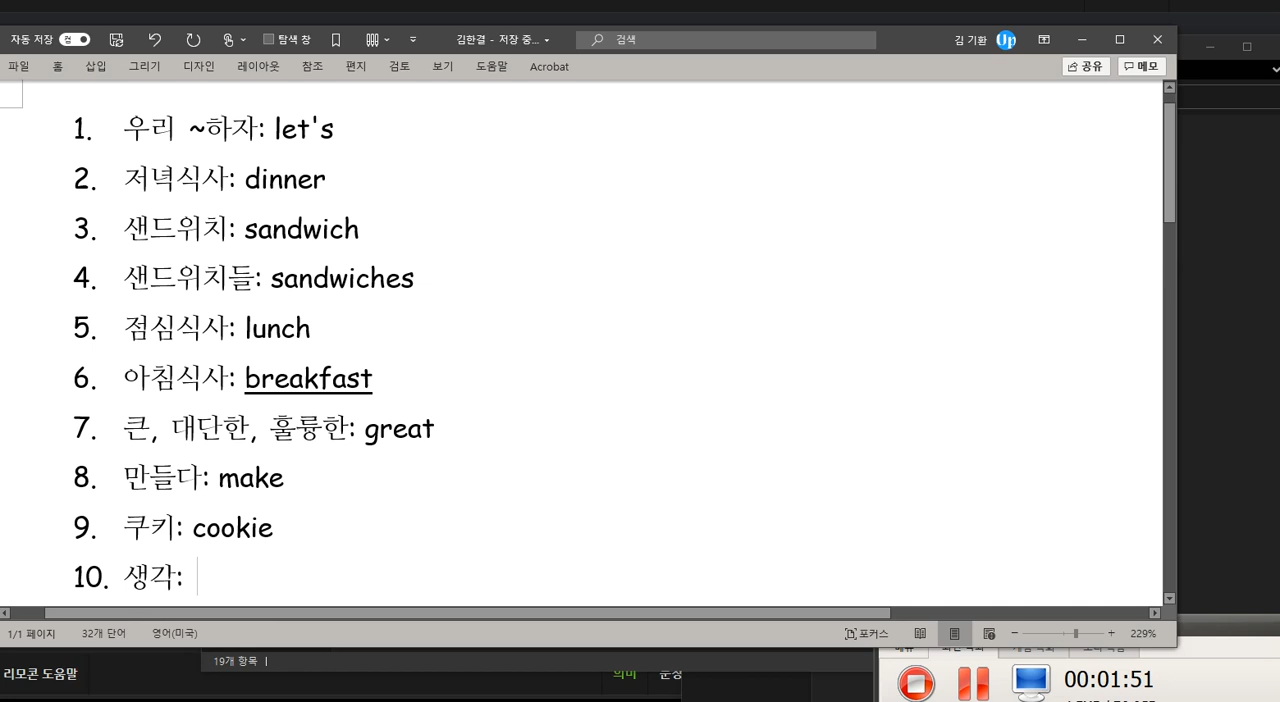 자동 저장 켬 탐색 창 김한결 - 저장 중... 검색 김 기환 Up
파일 홈 삽입 그리기 디자인 레이아웃 참조 편지 검토 보기 도움말 Acrobat 공유 메모
1. 우리 ~하자: let's
2. 저녁식사: dinner
3. 샌드위치: sandwich
4. 샌드위치들: sandwiches
5. 점심식사: lunch
6. 아침식사: breakfast
7. 큰, 대단한, 훌륭한: great
8. 만들다: make
9. 쿠키: cookie
10. 생각:
1/1 페이지 32개 단어 영어(미국) 포커스 229%
19개 항목
리모콘 도움말 의미 문장
00:01:51